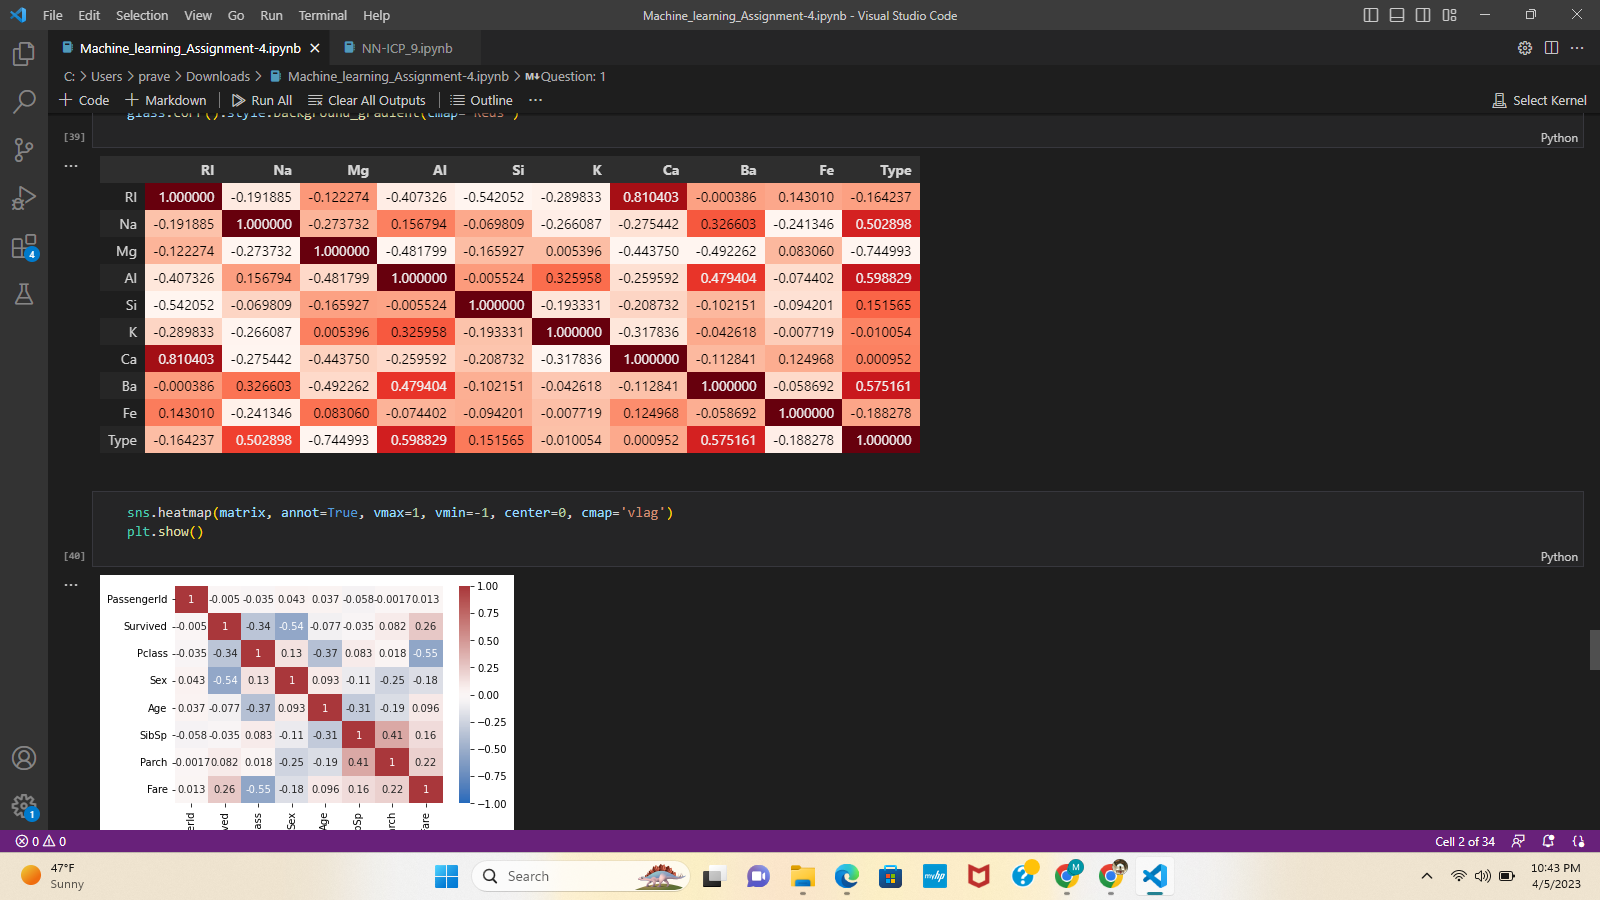 File Edit Selection View Go Run Terminal Help
Machine_learning_Assignment-4.ipynb - Visual Studio Code
Machine_learning_Assignment-4.ipynb
NN-ICP_9.ipynb
C: > Users > prave > Downloads > Machine_learning_Assignment-4.ipynb > M↓Question: 1
+ Code + Markdown Run All Clear All Outputs Outline ...
Select Kernel
glass.corr().style.background_gradient(cmap='Reds')
[39]
Python
...
RI Na Mg Al Si K Ca Ba Fe Type
RI 1.000000 -0.191885 -0.122274 -0.407326 -0.542052 -0.289833 0.810403 -0.000386 0.143010 -0.164237
Na -0.191885 1.000000 -0.273732 0.156794 -0.069809 -0.266087 -0.275442 0.326603 -0.241346 0.502898
Mg -0.122274 -0.273732 1.000000 -0.481799 -0.165927 0.005396 -0.443750 -0.492262 0.083060 -0.744993
Al -0.407326 0.156794 -0.481799 1.000000 -0.005524 0.325958 -0.259592 0.479404 -0.074402 0.598829
Si -0.542052 -0.069809 -0.165927 -0.005524 1.000000 -0.193331 -0.208732 -0.102151 -0.094201 0.151565
K -0.289833 -0.266087 0.005396 0.325958 -0.193331 1.000000 -0.317836 -0.042618 -0.007719 -0.010054
Ca 0.810403 -0.275442 -0.443750 -0.259592 -0.208732 -0.317836 1.000000 -0.112841 0.124968 0.000952
Ba -0.000386 0.326603 -0.492262 0.479404 -0.102151 -0.042618 -0.112841 1.000000 -0.058692 0.575161
Fe 0.143010 -0.241346 0.083060 -0.074402 -0.094201 -0.007719 0.124968 -0.058692 1.000000 -0.188278
Type -0.164237 0.502898 -0.744993 0.598829 0.151565 -0.010054 0.000952 0.575161 -0.188278 1.000000
sns.heatmap(matrix, annot=True, vmax=1, vmin=-1, center=0, cmap='vlag')
plt.show()
[40]
Python
...
PassengerId 1 -0.005 -0.035 0.043 0.037 -0.058 -0.0017 0.013
Survived -0.005 1 -0.34 -0.54 -0.077 -0.035 0.082 0.26
Pclass -0.035 -0.34 1 0.13 -0.37 0.083 0.018 -0.55
Sex 0.043 -0.54 0.13 1 0.093 -0.11 -0.25 -0.18
Age 0.037 -0.077 -0.37 0.093 1 -0.31 -0.19 0.096
SibSp -0.058 -0.035 0.083 -0.11 -0.31 1 0.41 0.16
Parch -0.0017 0.082 0.018 -0.25 -0.19 0.41 1 0.22
Fare 0.013 0.26 -0.55 -0.18 0.096 0.16 0.22 1
erId ved ass Sex Age bSp rch are
1.00
0.75
0.50
0.25
0.00
−0.25
−0.50
−0.75
−1.00
4
1
0 0
Cell 2 of 34
47°F
Sunny
Search
myhp
M
10:43 PM
4/5/2023